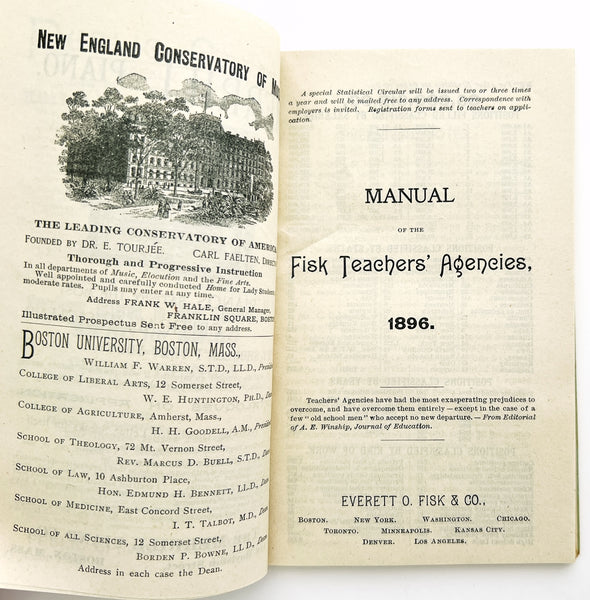 NEW ENGLAND CONSERVATORY OF
THE LEADING CONSERVATORY OF AMERICA
FOUNDED BY DR. E. TOURJÉE. CARL FAELTEN,
Thorough and Progressive Instruction
In all departments of Music, Elocution and the Fine Arts.
Well appointed and carefully conducted Home for Lady
moderate rates. Pupils may enter at any time.
Address FRANK W. HALE, General Manager,
FRANKLIN SQUARE,
Illustrated Prospectus Sent Free to any address.
BOSTON UNIVERSITY, BOSTON, MASS.,
WILLIAM F. WARREN, S.T.D., LL.D.,
COLLEGE OF LIBERAL ARTS, 12 Somerset Street,
W. E. HUNTINGTON, PH.D.,
COLLEGE OF AGRICULTURE, Amherst, Mass.,
H. H. GOODELL, A.M.,
SCHOOL OF THEOLOGY, 72 Mt. Vernon Street,
REV. MARCUS D. BUELL, S.T.D.,
SCHOOL OF LAW, 10 Ashburton Place,
HON. EDMUND H. BENNETT, LL.D.,
SCHOOL OF MEDICINE, East Concord Street,
I. T. TALBOT, M.D.,
SCHOOL OF ALL SCIENCES, 12 Somerset Street,
BORDEN P. BOWNE, LL.D.,
Address in each case the Dean.
A special Statistical Circular will be issued two or three times
a year and will be mailed free to any address. Correspondence with
employers is invited. Registration forms sent to teachers on appli-
cation.
MANUAL
OF THE
Fisk Teachers' Agencies,
1896.
Teachers' Agencies have had the most exasperating prejudices to
overcome, and have overcome them entirely — except in the case of a
few "old school men" who accept no new departure. — From Editorial
of A. E. Winship, Journal of Education.
EVERETT O. FISK & CO.,
BOSTON. NEW YORK. WASHINGTON. CHICAGO.
TORONTO. MINNEAPOLIS. KANSAS CITY.
DENVER. LOS ANGELES.